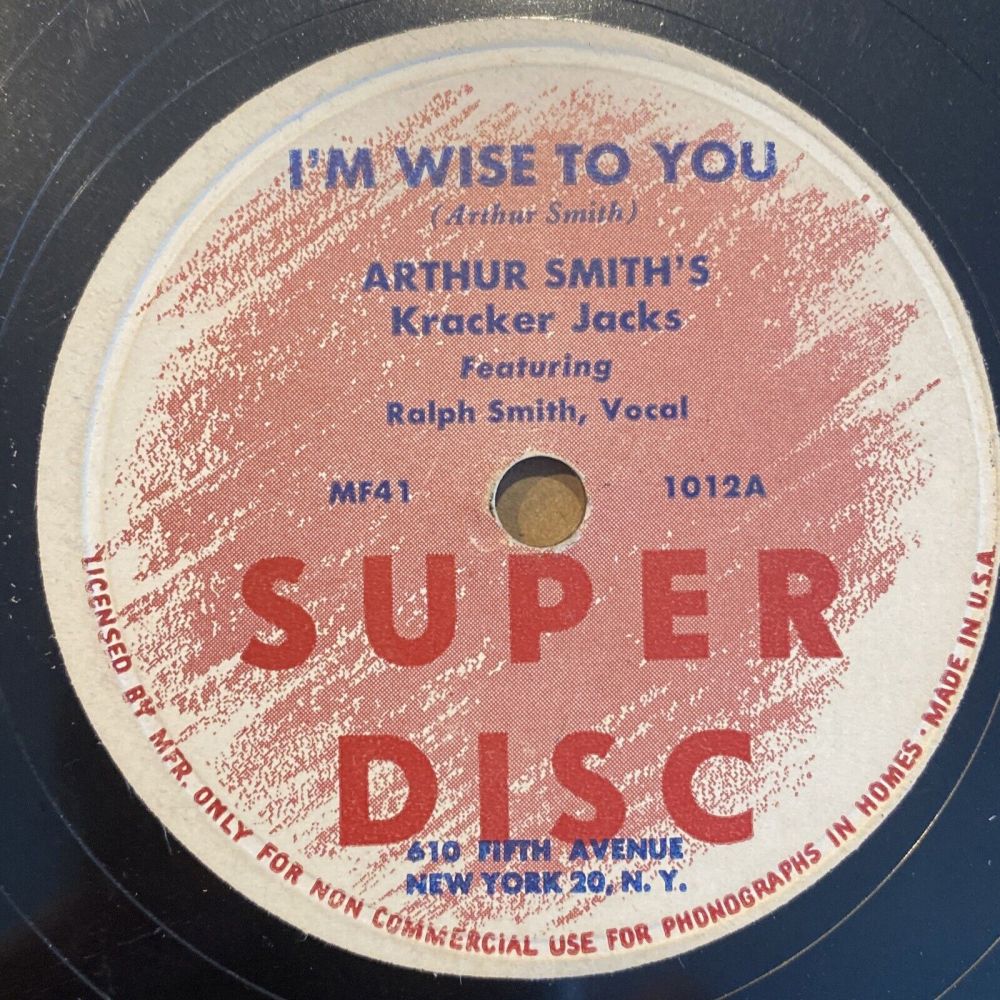 I'M WISE TO YOU
(Arthur Smith)
ARTHUR SMITH'S
Kracker Jacks
Featuring
Ralph Smith, Vocal
MF41 1012A
SUPER
DISC
610 FIFTH AVENUE
NEW YORK 20, N. Y.
LICENSED BY MFR. ONLY FOR NON COMMERCIAL USE FOR PHONOGRAPHS IN HOMES · MADE IN U.S.A.